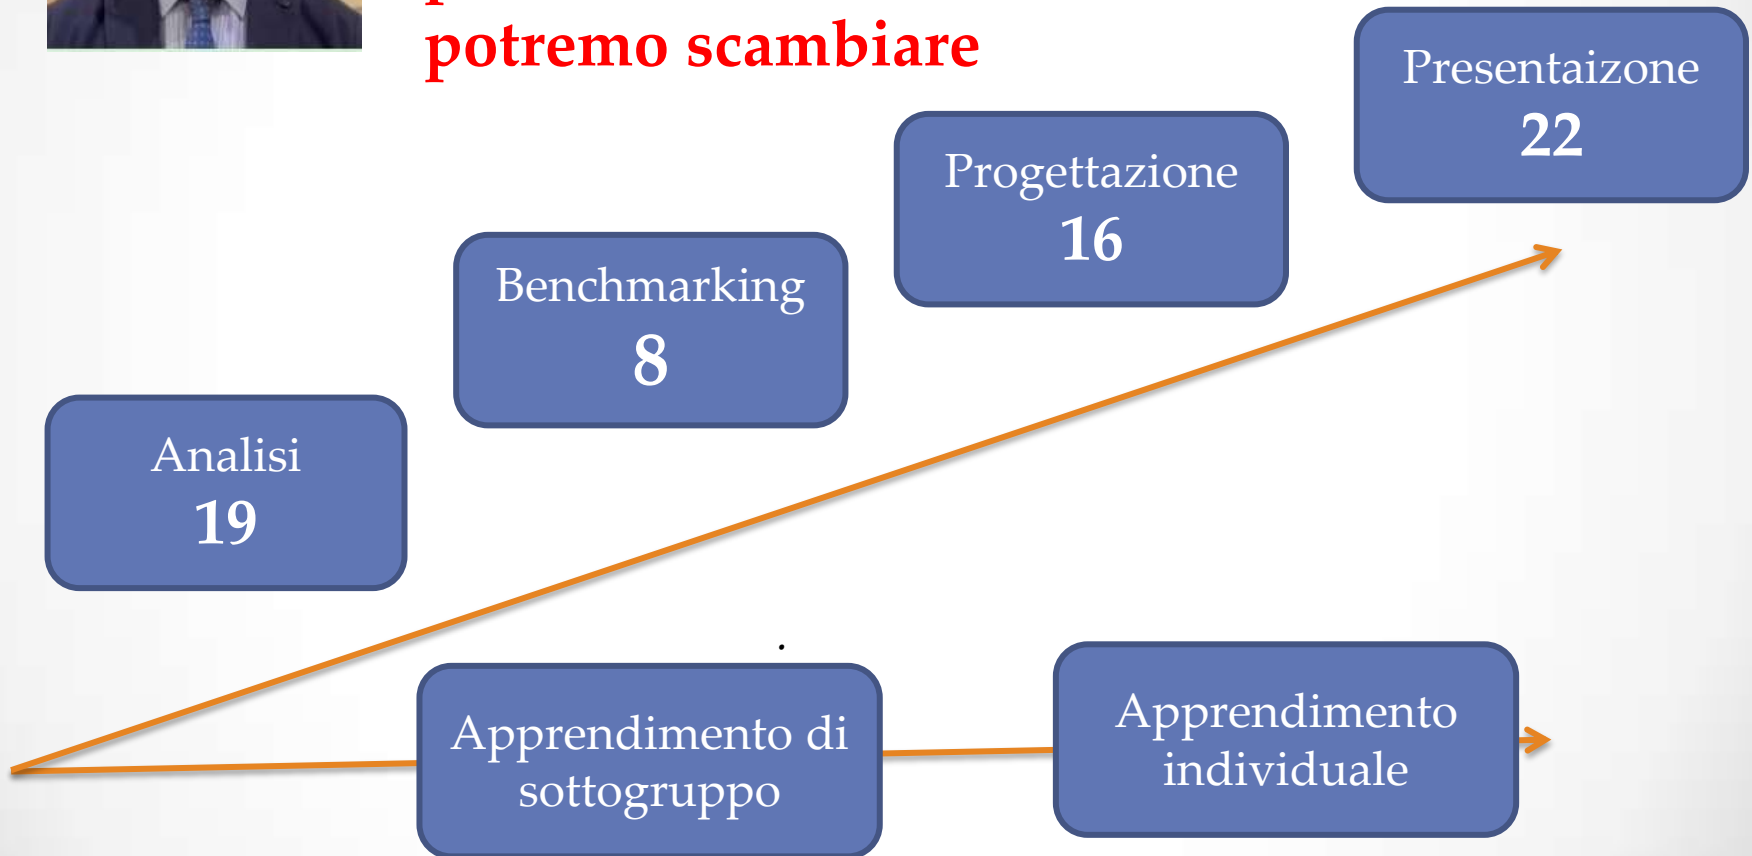 potremo scambiare
Presentaizone
22
Progettazione
16
Benchmarking
8
Analisi
19
.
Apprendimento di
sottogruppo
Apprendimento
individuale